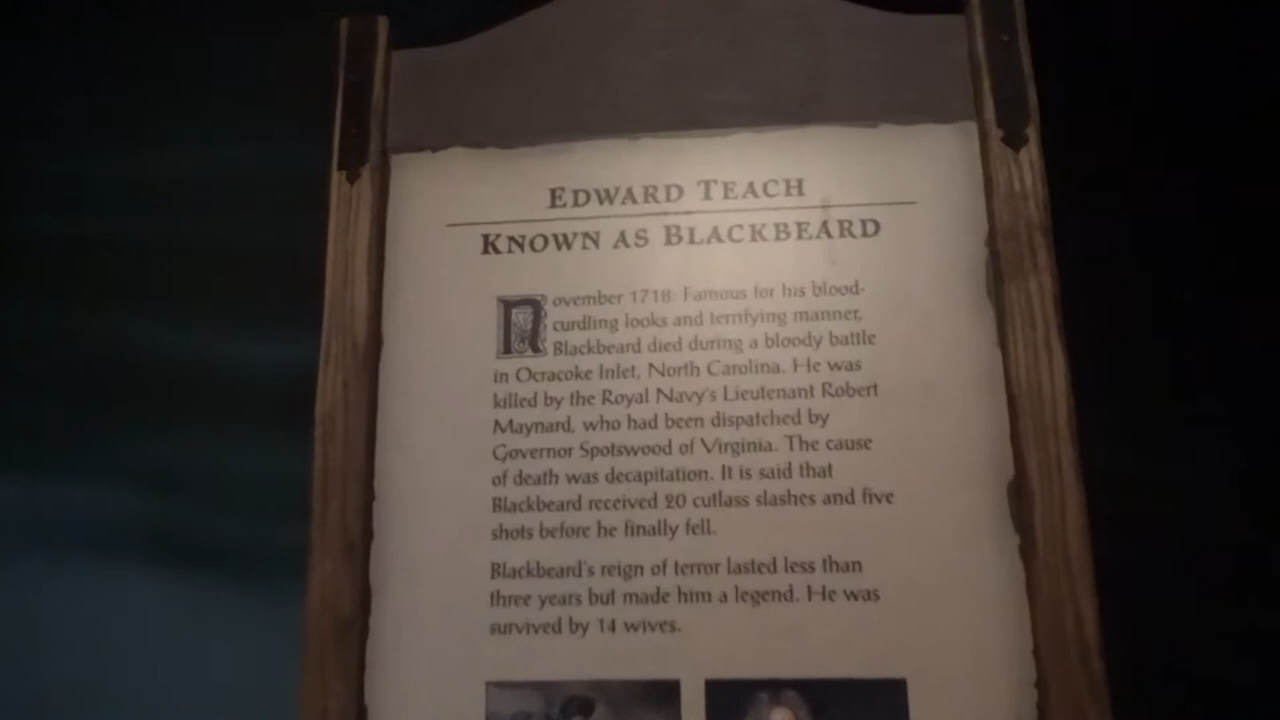 EDWARD TEACH
KNOWN AS BLACKBEARD
November 1718: Famous for his blood-
curdling looks and terrifying manner,
Blackbeard died during a bloody battle
in Ocracoke Inlet, North Carolina. He was
killed by the Royal Navy's Lieutenant Robert
Maynard, who had been dispatched by
Governor Spotswood of Virginia. The cause
of death was decapitation. It is said that
Blackbeard received 20 cutlass slashes and five
shots before he finally fell.
Blackbeard's reign of terror lasted less than
three years but made him a legend. He was
survived by 14 wives.